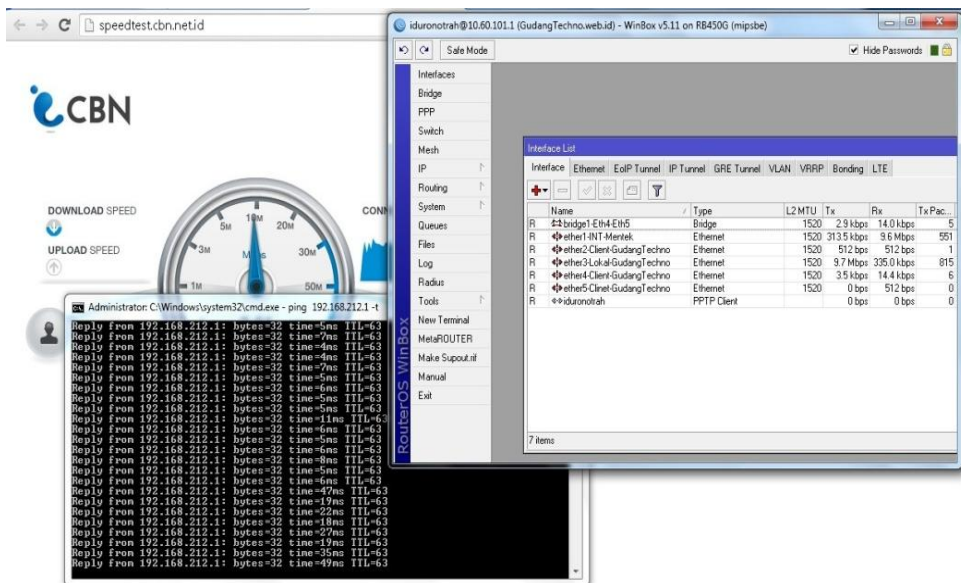 speedtest.cbn.net.id
CBN
DOWNLOAD SPEED
UPLOAD SPEED
CONN
3M
5M
10M
20M
30M
1M
50M
iduronotrah@10.60.101.1 (GudangTechno.web.id) - WinBox v5.11 on RB450G (mipsbe)
Safe Mode
Hide Passwords
Interfaces
Bridge
PPP
Switch
Mesh
IP
Routing
System
Queues
Files
Log
Radius
Tools
New Terminal
MetaROUTER
Make Supout.rif
Manual
Exit
RouterOS WinBox
Interface List
Interface Ethernet EoIP Tunnel IP Tunnel GRE Tunnel VLAN VRRP Bonding LTE
Name Type L2 MTU Tx Rx Tx Pac...
R bridge1-Eth4-Eth5 Bridge 1520 2.9 kbps 14.0 kbps 5
R ether1-INT-Mentek Ethernet 1520 313.5 kbps 9.6 Mbps 551
R ether2-Client-GudangTechno Ethernet 1520 512 bps 512 bps 1
R ether3-Lokal-GudangTechno Ethernet 1520 9.7 Mbps 335.0 kbps 815
R ether4-Client-GudangTechno Ethernet 1520 3.5 kbps 14.4 kbps 6
R ether5-Clinet-GudangTechno Ethernet 1520 0 bps 512 bps 0
R iduronotrah PPTP Client 0 bps 0 bps 0
7 items
Administrator: C:\Windows\system32\cmd.exe - ping 192.168.212.1 -t
Reply from 192.168.212.1: bytes=32 time=5ms TTL=63
Reply from 192.168.212.1: bytes=32 time=7ms TTL=63
Reply from 192.168.212.1: bytes=32 time=4ms TTL=63
Reply from 192.168.212.1: bytes=32 time=4ms TTL=63
Reply from 192.168.212.1: bytes=32 time=7ms TTL=63
Reply from 192.168.212.1: bytes=32 time=5ms TTL=63
Reply from 192.168.212.1: bytes=32 time=6ms TTL=63
Reply from 192.168.212.1: bytes=32 time=5ms TTL=63
Reply from 192.168.212.1: bytes=32 time=5ms TTL=63
Reply from 192.168.212.1: bytes=32 time=11ms TTL=63
Reply from 192.168.212.1: bytes=32 time=6ms TTL=63
Reply from 192.168.212.1: bytes=32 time=5ms TTL=63
Reply from 192.168.212.1: bytes=32 time=6ms TTL=63
Reply from 192.168.212.1: bytes=32 time=8ms TTL=63
Reply from 192.168.212.1: bytes=32 time=5ms TTL=63
Reply from 192.168.212.1: bytes=32 time=6ms TTL=63
Reply from 192.168.212.1: bytes=32 time=47ms TTL=63
Reply from 192.168.212.1: bytes=32 time=19ms TTL=63
Reply from 192.168.212.1: bytes=32 time=22ms TTL=63
Reply from 192.168.212.1: bytes=32 time=18ms TTL=63
Reply from 192.168.212.1: bytes=32 time=27ms TTL=63
Reply from 192.168.212.1: bytes=32 time=19ms TTL=63
Reply from 192.168.212.1: bytes=32 time=35ms TTL=63
Reply from 192.168.212.1: bytes=32 time=49ms TTL=63